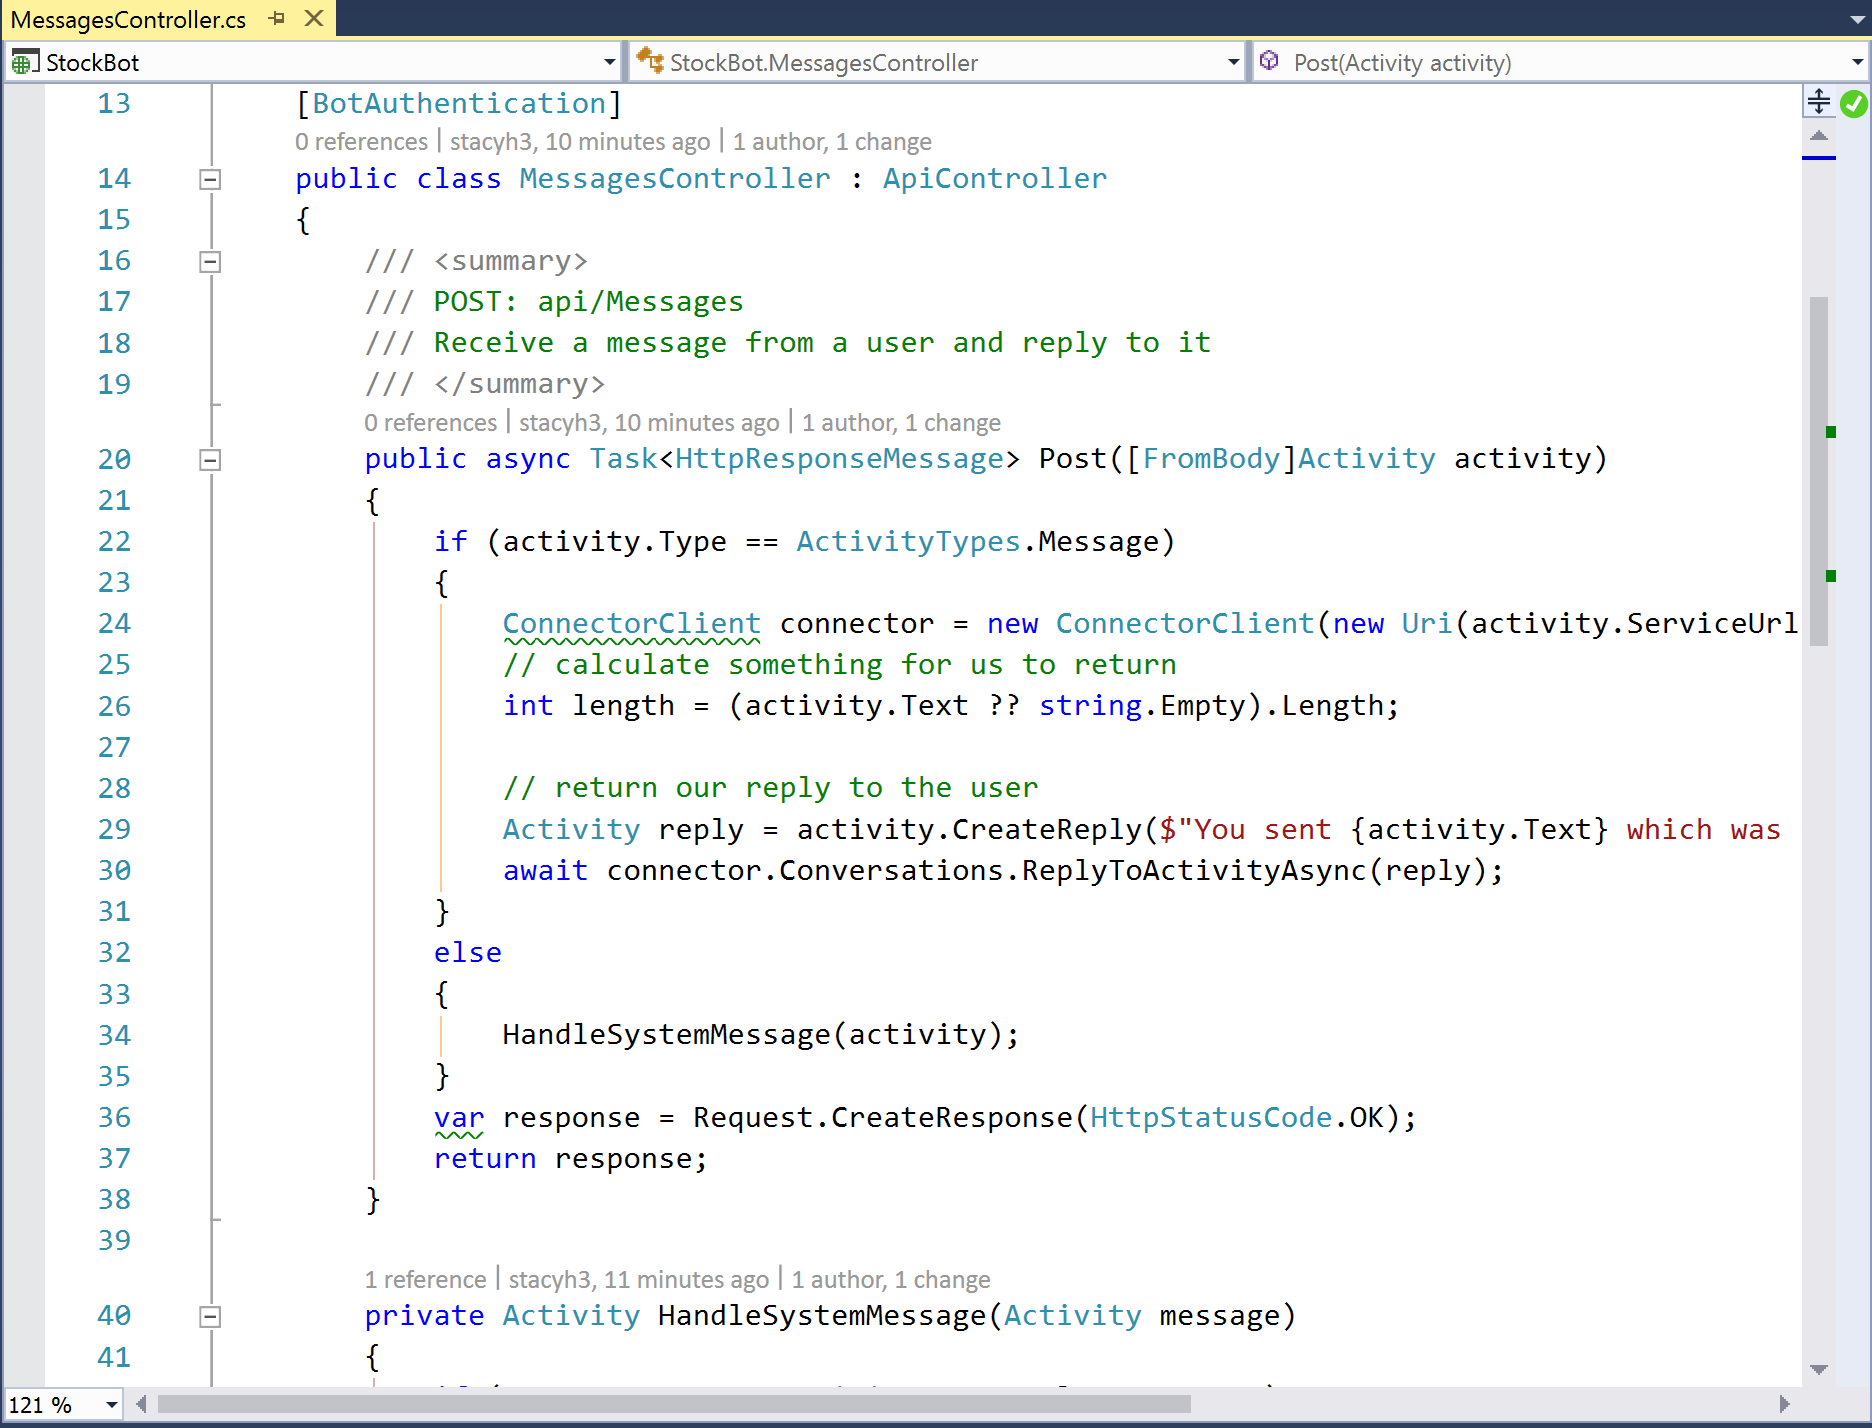 MessagesController.cs
StockBot StockBot.MessagesController Post(Activity activity)
13 [BotAuthentication]
0 references | stacyh3, 10 minutes ago | 1 author, 1 change
14 public class MessagesController : ApiController
15 {
16 /// <summary>
17 /// POST: api/Messages
18 /// Receive a message from a user and reply to it
19 /// </summary>
0 references | stacyh3, 10 minutes ago | 1 author, 1 change
20 public async Task<HttpResponseMessage> Post([FromBody]Activity activity)
21 {
22 if (activity.Type == ActivityTypes.Message)
23 {
24 ConnectorClient connector = new ConnectorClient(new Uri(activity.ServiceUrl
25 // calculate something for us to return
26 int length = (activity.Text ?? string.Empty).Length;
27
28 // return our reply to the user
29 Activity reply = activity.CreateReply($"You sent {activity.Text} which was
30 await connector.Conversations.ReplyToActivityAsync(reply);
31 }
32 else
33 {
34 HandleSystemMessage(activity);
35 }
36 var response = Request.CreateResponse(HttpStatusCode.OK);
37 return response;
38 }
39
1 reference | stacyh3, 11 minutes ago | 1 author, 1 change
40 private Activity HandleSystemMessage(Activity message)
41 {
121 %